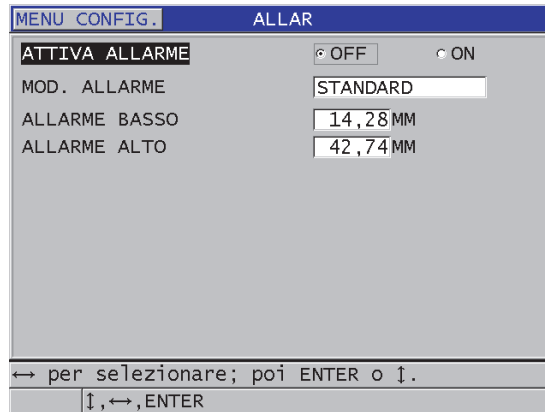 MENU CONFIG. ALLAR
ATTIVA ALLARME OFF ON
MOD. ALLARME STANDARD
ALLARME BASSO 14,28 MM
ALLARME ALTO 42,74 MM
↔ per selezionare; poi ENTER o ↕.
↕,↔,ENTER